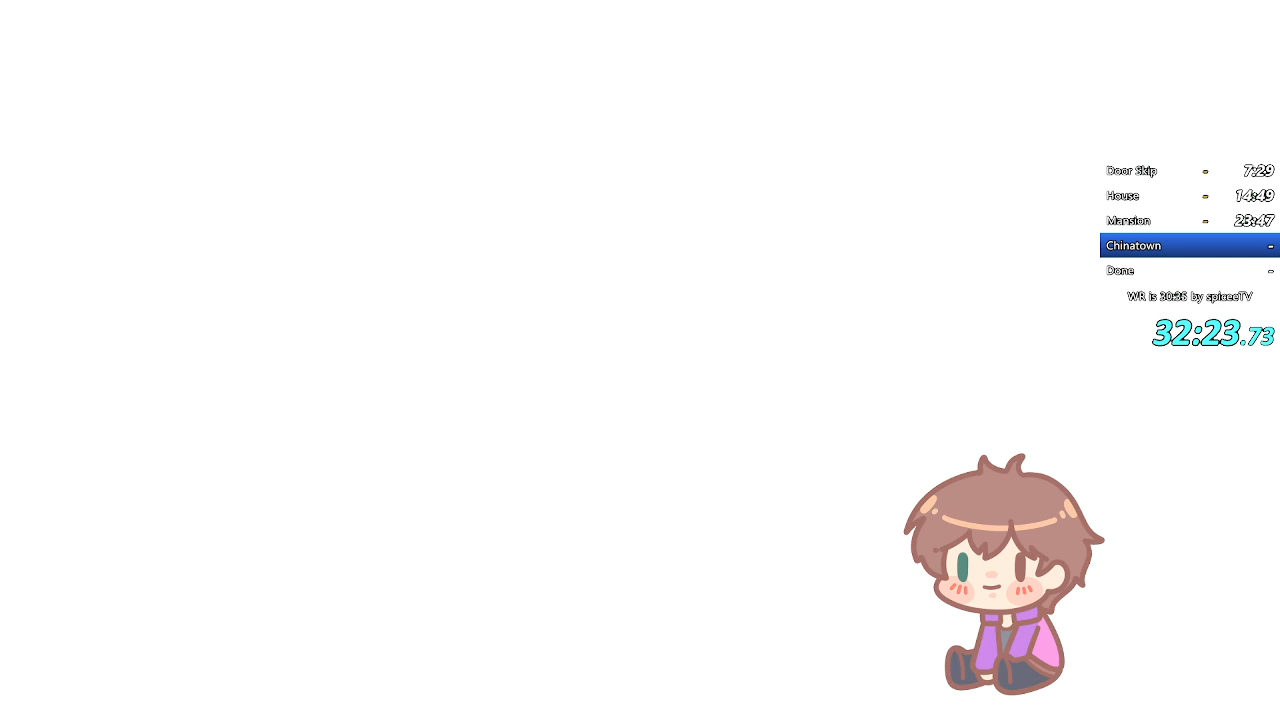 Door Skip - 7:29
House - 14:49
Mansion - 23:47
Chinatown -
Done -
WR is 30:36 by spiceeTV
32:23.73